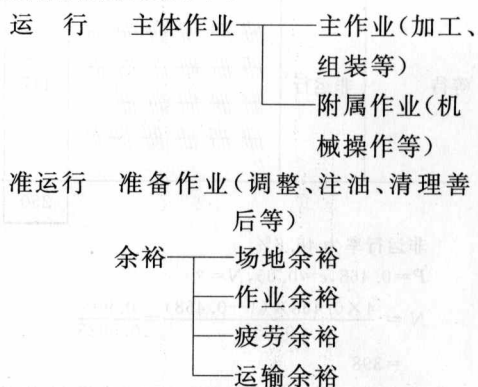 运 行 主体作业 主作业(加工、
组装等)
附属作业(机
械操作等)
准运行 准备作业(调整、注油、清理善
后等)
余裕 场地余裕
作业余裕
疲劳余裕
运输余裕